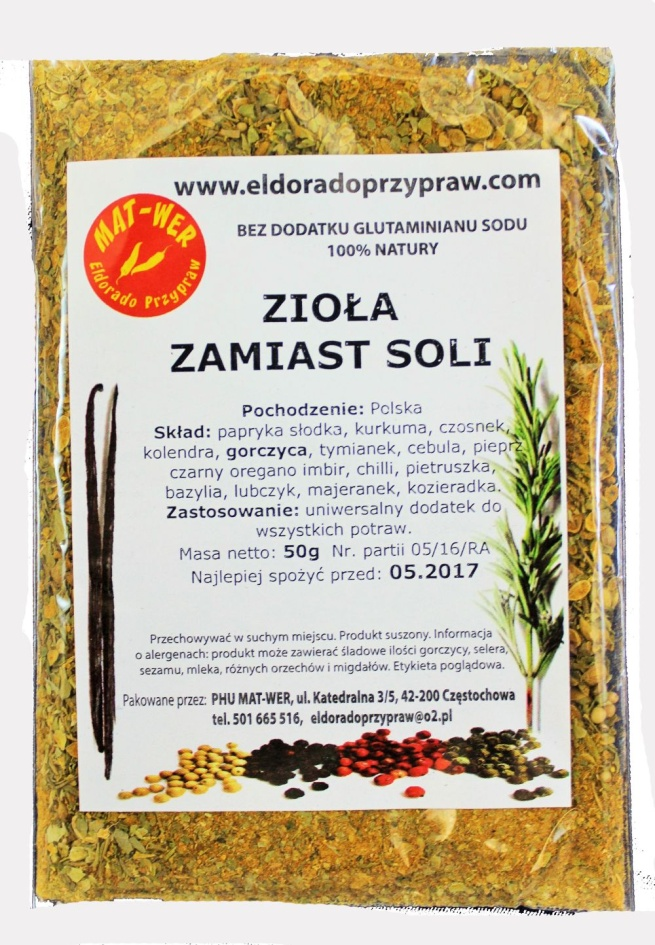 www.eldoradoprzypraw.com
MAT-WER
Eldorado Przypraw
BEZ DODATKU GLUTAMINIANU SODU
100% NATURY
ZIOŁA
ZAMIAST SOLI
Pochodzenie: Polska
Skład: papryka słodka, kurkuma, czosnek,
kolendra, gorczyca, tymianek, cebula, pieprz
czarny oregano imbir, chilli, pietruszka,
bazylia, lubczyk, majeranek, kozieradka.
Zastosowanie: uniwersalny dodatek do
wszystkich potraw.
Masa netto: 50g Nr. partii 05/16/RA
Najlepiej spożyć przed: 05.2017
Przechowywać w suchym miejscu. Produkt suszony. Informacja
o alergenach: produkt może zawierać śladowe ilości gorczycy, selera,
sezamu, mleka, różnych orzechów i migdałów. Etykieta poglądowa.
Pakowane przez: PHU MAT-WER, ul. Katedralna 3/5, 42-200 Częstochowa
tel. 501 665 516, eldoradoprzypraw@o2.pl